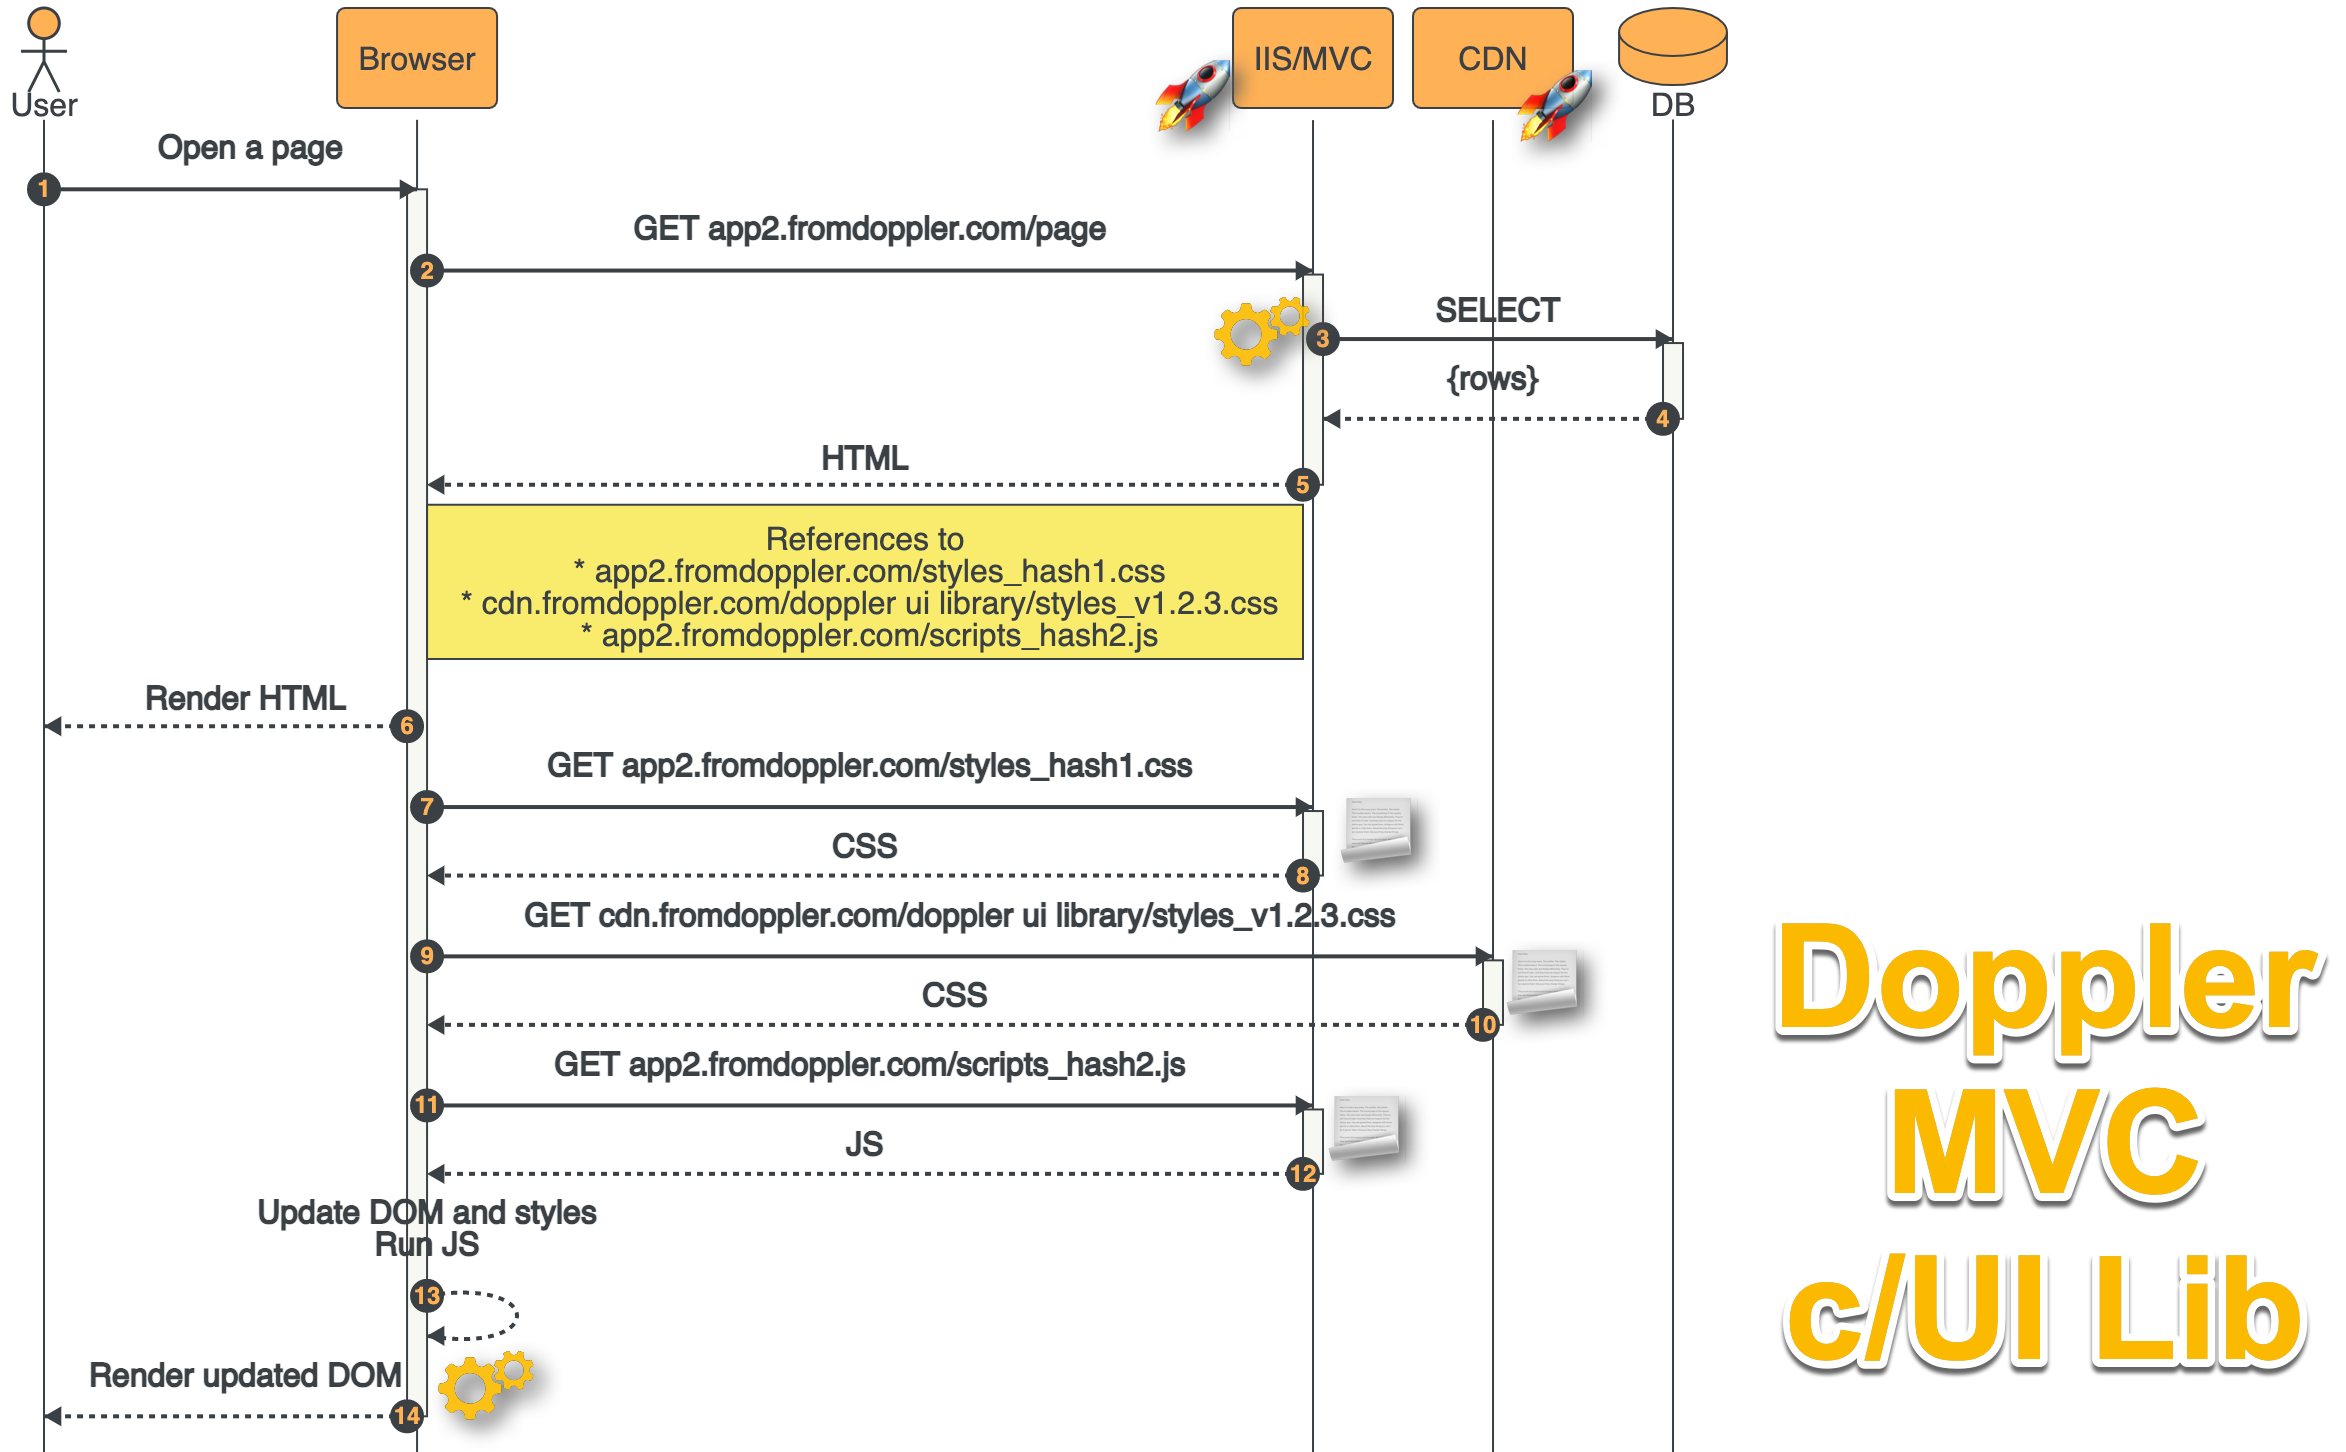 User
Browser
IIS/MVC
CDN
DB
Open a page
1
GET app2.fromdoppler.com/page
2
SELECT
3
{rows}
4
HTML
5
References to
* app2.fromdoppler.com/styles_hash1.css
* cdn.fromdoppler.com/doppler ui library/styles_v1.2.3.css
* app2.fromdoppler.com/scripts_hash2.js
Render HTML
6
GET app2.fromdoppler.com/styles_hash1.css
7
CSS
8
GET cdn.fromdoppler.com/doppler ui library/styles_v1.2.3.css
9
CSS
10
GET app2.fromdoppler.com/scripts_hash2.js
11
JS
12
Update DOM and styles
Run JS
13
Render updated DOM
14
Doppler
MVC
c/UI Lib